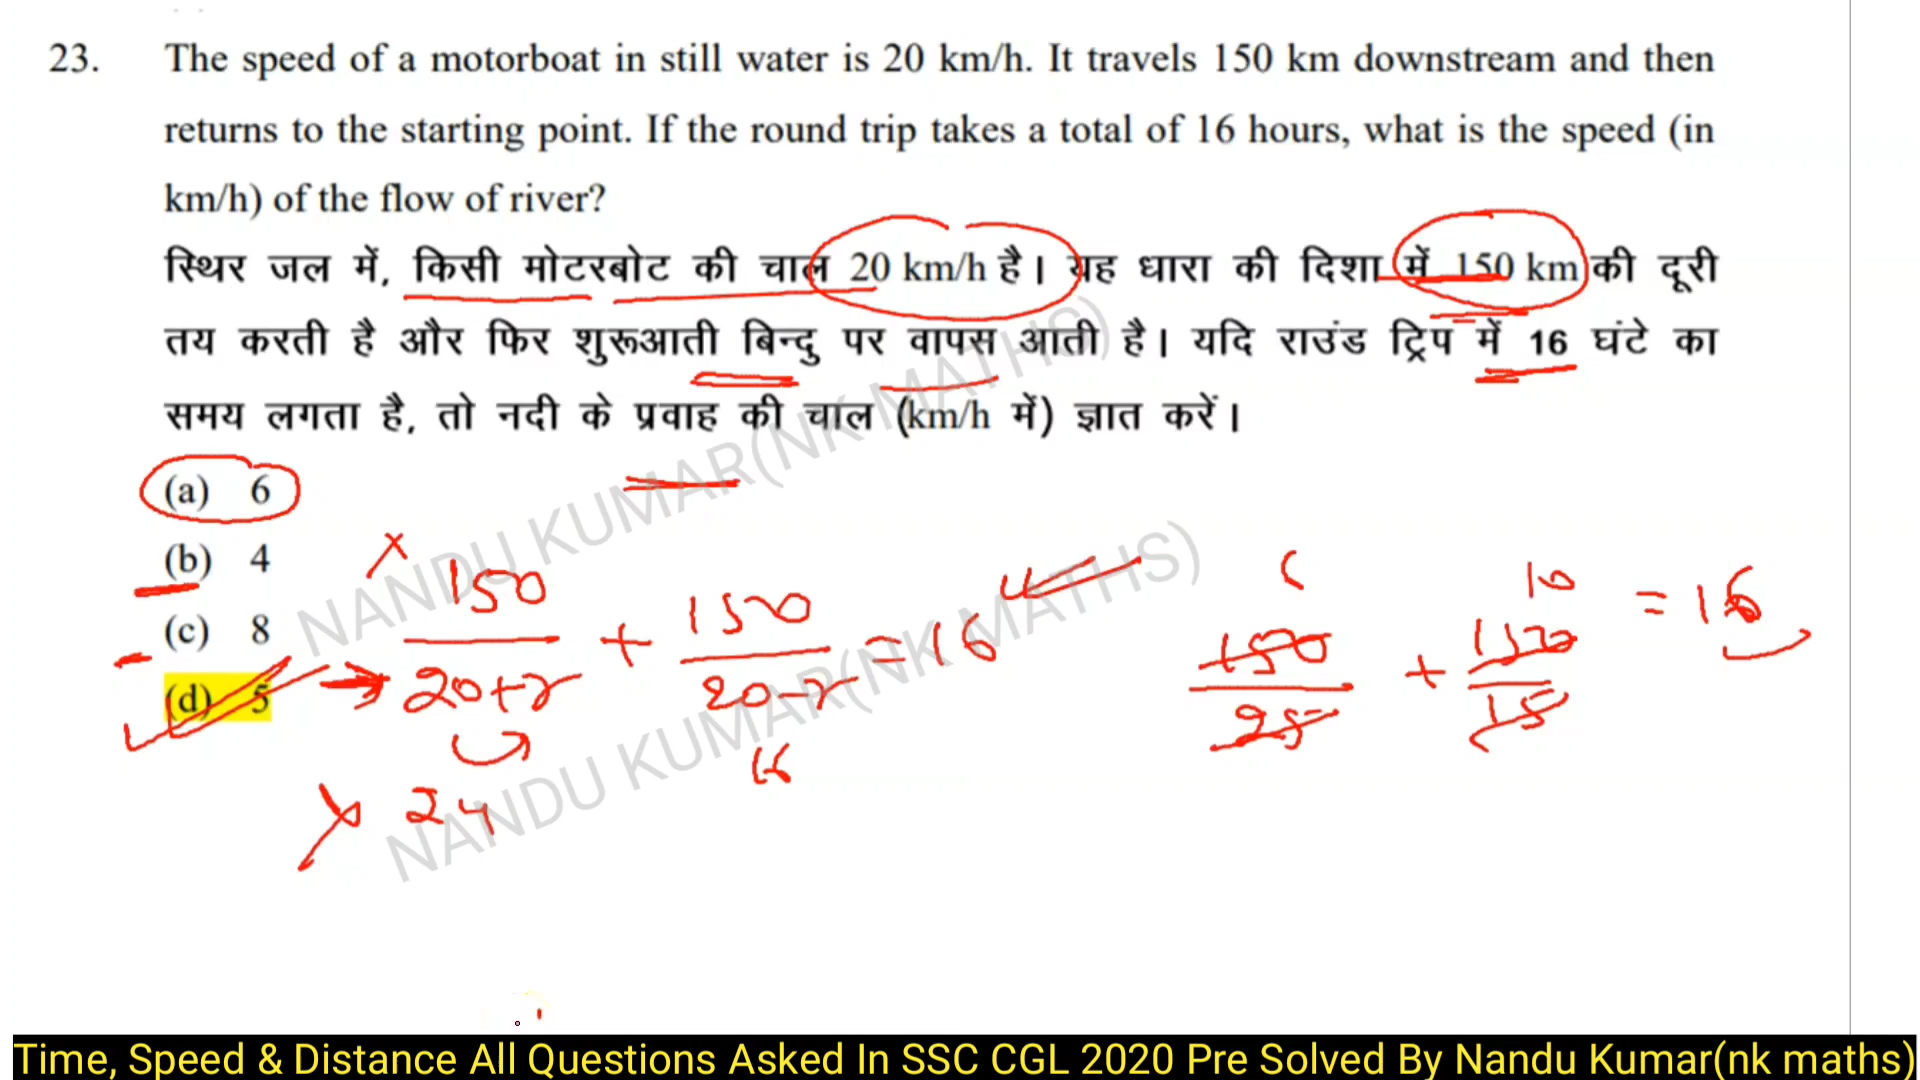 23. The speed of a motorboat in still water is 20 km/h. It travels 150 km downstream and then
returns to the starting point. If the round trip takes a total of 16 hours, what is the speed (in
km/h) of the flow of river?
स्थिर जल में, किसी मोटरबोट की चाल 20 km/h है। यह धारा की दिशा में 150 km की दूरी
तय करती है और फिर शुरूआती बिन्दु पर वापस आती है। यदि राउंड ट्रिप में 16 घंटे का
समय लगता है, तो नदी के प्रवाह की चाल (km/h में) ज्ञात करें।
(a) 6
(b) 4
(c) 8
(d) 5
150 / 20+r + 150 / 20-r = 16
24 16
6 10
150 / 25 + 150 / 15 = 16
NANDU KUMAR(NK MATHS)
NANDU KUMAR(NK MATHS)
Time, Speed & Distance All Questions Asked In SSC CGL 2020 Pre Solved By Nandu Kumar(nk maths)